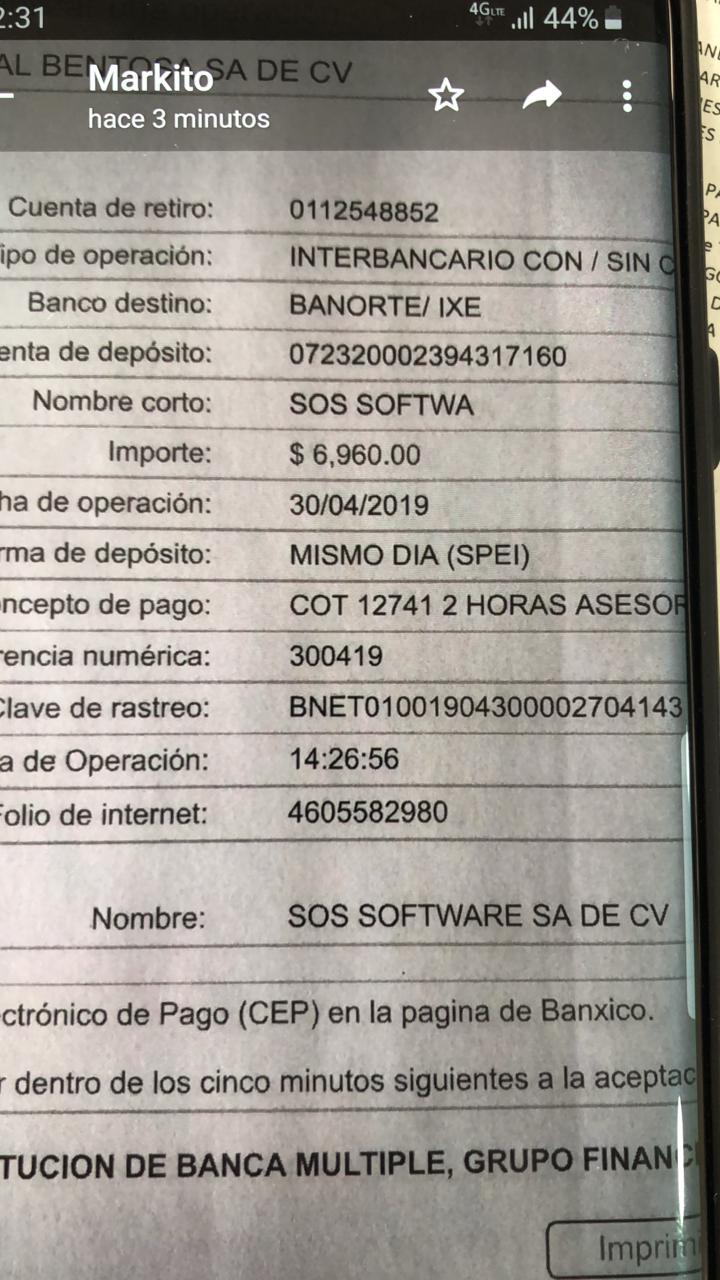 2:31 4G LTE 44%
AL BENTOSA SA DE CV
Markito
hace 3 minutos
Cuenta de retiro: 0112548852
ipo de operación: INTERBANCARIO CON / SIN C
Banco destino: BANORTE/ IXE
enta de depósito: 072320002394317160
Nombre corto: SOS SOFTWA
Importe: $ 6,960.00
ha de operación: 30/04/2019
rma de depósito: MISMO DIA (SPEI)
oncepto de pago: COT 12741 2 HORAS ASESOR
rencia numérica: 300419
Clave de rastreo: BNET01001904300002704143
a de Operación: 14:26:56
Folio de internet: 4605582980
Nombre: SOS SOFTWARE SA DE CV
ctrónico de Pago (CEP) en la pagina de Banxico.
r dentro de los cinco minutos siguientes a la aceptac
TUCION DE BANCA MULTIPLE, GRUPO FINANCI
Imprim